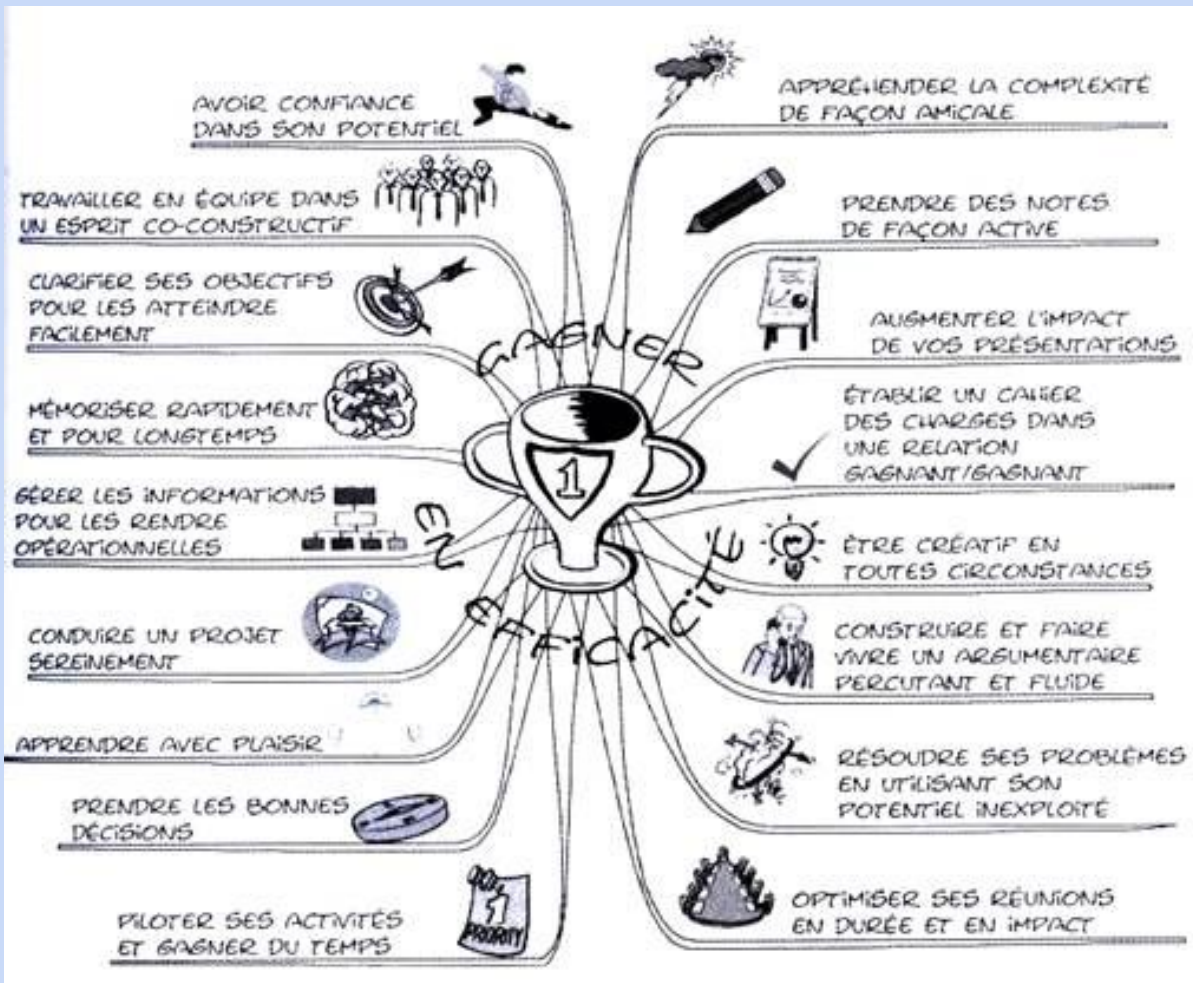 AVOIR CONFIANCE
DANS SON POTENTIEL
TRAVAILLER EN ÉQUIPE DANS
UN ESPRIT CO-CONSTRUCTIF
CLARIFIER SES OBJECTIFS
POUR LES ATTEINDRE
FACILEMENT
MÉMORISER RAPIDEMENT
ET POUR LONGTEMPS
GÉRER LES INFORMATIONS
POUR LES RENDRE
OPÉRATIONNELLES
CONDUIRE UN PROJET
SEREINEMENT
APPRENDRE AVEC PLAISIR
PRENDRE LES BONNES
DÉCISIONS
PILOTER SES ACTIVITÉS
ET GAGNER DU TEMPS
1
PRIORITY
GAGNER
EN
EFFICACITÉ
1
APPRÉHENDER LA COMPLEXITÉ
DE FAÇON AMICALE
PRENDRE DES NOTES
DE FAÇON ACTIVE
AUGMENTER L'IMPACT
DE VOS PRÉSENTATIONS
ÉTABLIR UN CAHIER
DES CHARGES DANS
UNE RELATION
GAGNANT/GAGNANT
ÊTRE CRÉATIF EN
TOUTES CIRCONSTANCES
CONSTRUIRE ET FAIRE
VIVRE UN ARGUMENTAIRE
PERCUTANT ET FLUIDE
RÉSOUDRE SES PROBLÈMES
EN UTILISANT SON
POTENTIEL INEXPLOITÉ
OPTIMISER SES RÉUNIONS
EN DURÉE ET EN IMPACT